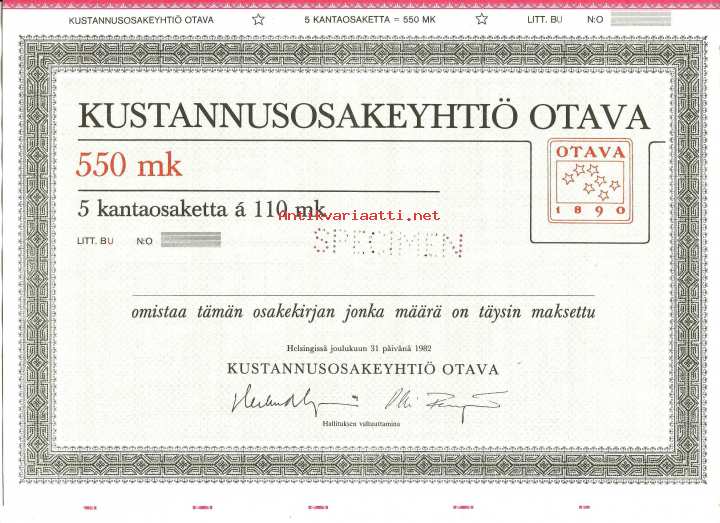 KUSTANNUSOSAKEYHTIÖ OTAVA ☆ 5 KANTAOSAKETTA = 550 MK ☆ LITT. BU N:O
KUSTANNUSOSAKEYHTIÖ OTAVA
550 mk
OTAVA
1890
5 kantaosaketta á 110 mk
Antikvariaatti.net
LITT. BU N:O
SPECIMEN
omistaa tämän osakekirjan jonka määrä on täysin maksettu
Helsingissä joulukuun 31 päivänä 1982
KUSTANNUSOSAKEYHTIÖ OTAVA
Hallituksen valtuuttamina